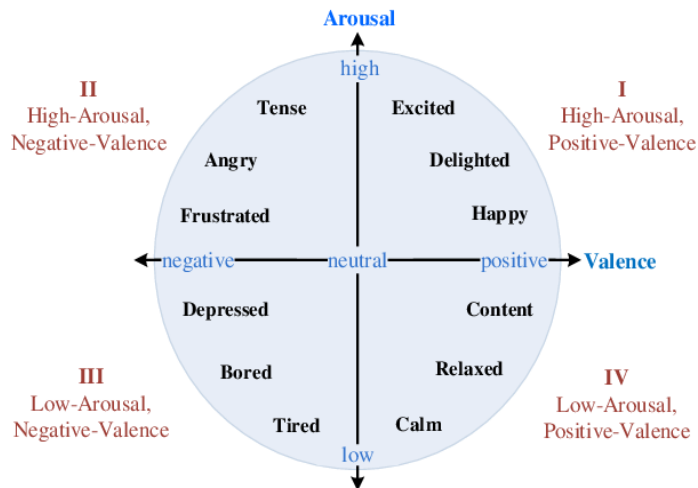 Arousal
high
II
High-Arousal,
Negative-Valence
I
High-Arousal,
Positive-Valence
Tense
Excited
Angry
Delighted
Frustrated
Happy
negative
neutral
positive
Valence
Depressed
Content
Bored
Relaxed
Tired
Calm
III
Low-Arousal,
Negative-Valence
IV
Low-Arousal,
Positive-Valence
low